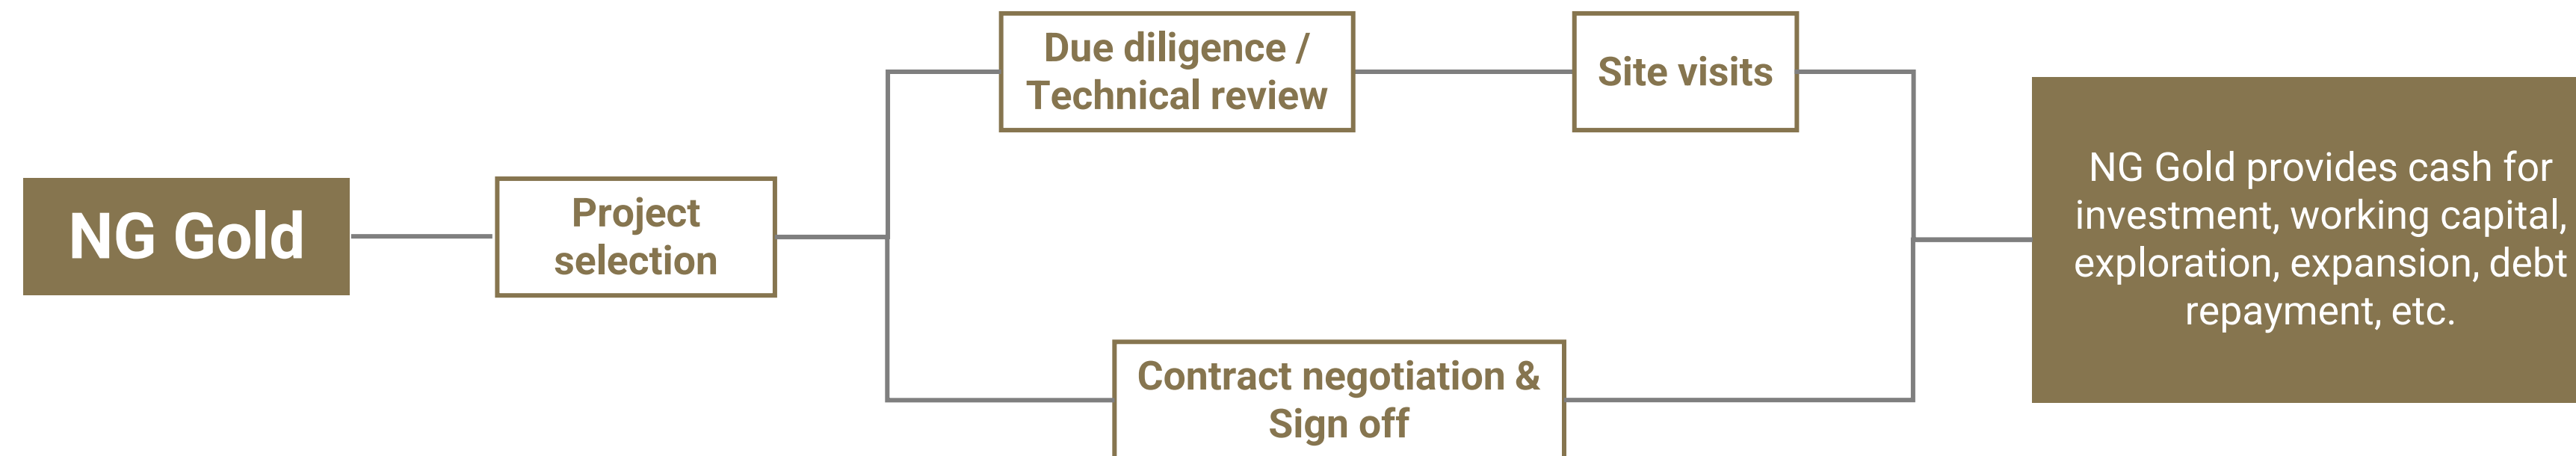 NG Gold
Project
selection
Due diligence /
Technical review
Site visits
Contract negotiation &
Sign off
NG Gold provides cash for
investment, working capital,
exploration, expansion, debt
repayment, etc.